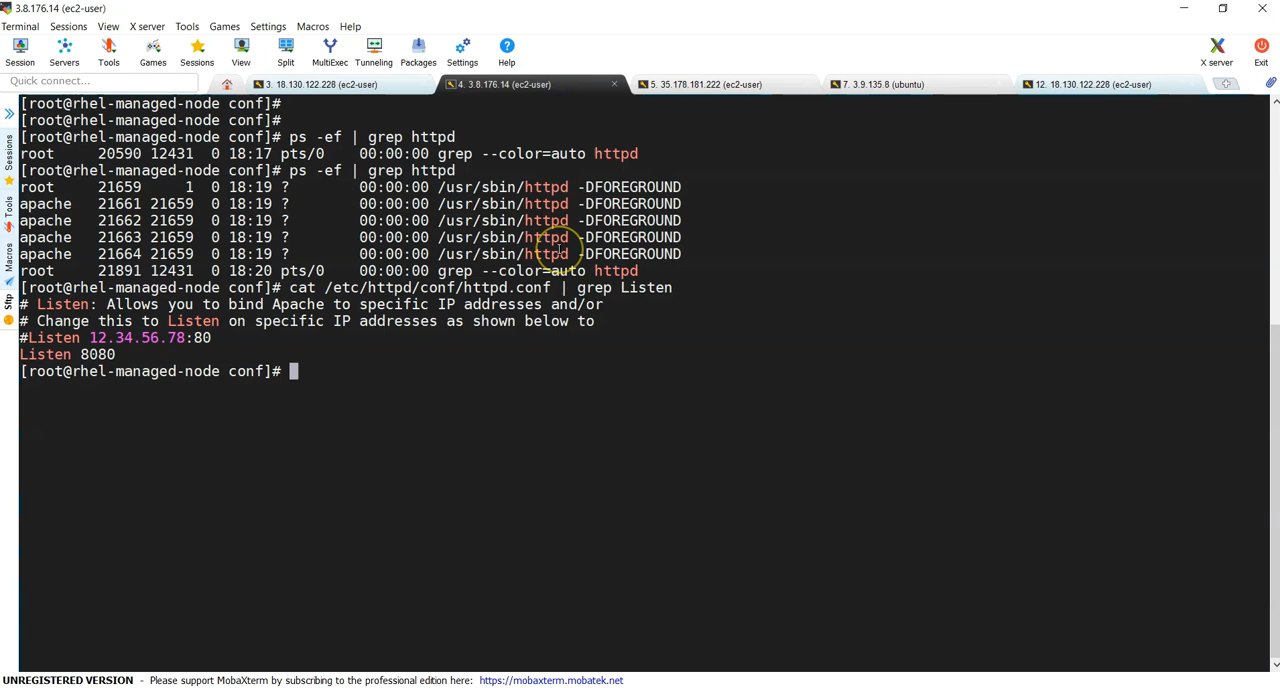 3.8.176.14 (ec2-user)
Terminal Sessions View X server Tools Games Settings Macros Help
Session Servers Tools Games Sessions View Split MultiExec Tunneling Packages Settings Help X server Exit
Quick connect... 3. 18.130.122.228 (ec2-user) 4. 3.8.176.14 (ec2-user) 5. 35.178.181.222 (ec2-user) 7. 3.9.135.8 (ubuntu) 12. 18.130.122.228 (ec2-user)
Sessions
Tools
Macros
Sftp
[root@rhel-managed-node conf]#
[root@rhel-managed-node conf]#
[root@rhel-managed-node conf]# ps -ef | grep httpd
root 20590 12431 0 18:17 pts/0 00:00:00 grep --color=auto httpd
[root@rhel-managed-node conf]# ps -ef | grep httpd
root 21659 1 0 18:19 ? 00:00:00 /usr/sbin/httpd -DFOREGROUND
apache 21661 21659 0 18:19 ? 00:00:00 /usr/sbin/httpd -DFOREGROUND
apache 21662 21659 0 18:19 ? 00:00:00 /usr/sbin/httpd -DFOREGROUND
apache 21663 21659 0 18:19 ? 00:00:00 /usr/sbin/httpd -DFOREGROUND
apache 21664 21659 0 18:19 ? 00:00:00 /usr/sbin/httpd -DFOREGROUND
root 21891 12431 0 18:20 pts/0 00:00:00 grep --color=auto httpd
[root@rhel-managed-node conf]# cat /etc/httpd/conf/httpd.conf | grep Listen
# Listen: Allows you to bind Apache to specific IP addresses and/or
# Change this to Listen on specific IP addresses as shown below to
#Listen 12.34.56.78:80
Listen 8080
[root@rhel-managed-node conf]#
UNREGISTERED VERSION - Please support MobaXterm by subscribing to the professional edition here: https://mobaxterm.mobatek.net